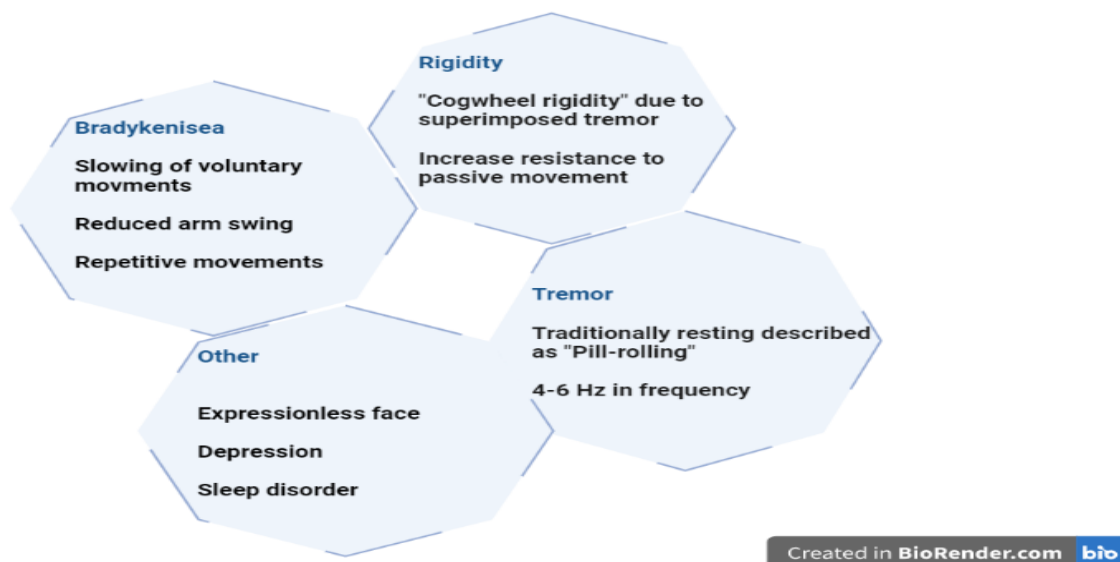 Rigidity
"Cogwheel rigidity" due to
superimposed tremor
Increase resistance to
passive movement
Bradykenisea
Slowing of voluntary
movments
Reduced arm swing
Repetitive movements
Tremor
Traditionally resting described
as "Pill-rolling"
4-6 Hz in frequency
Other
Expressionless face
Depression
Sleep disorder
Created in BioRender.com bio